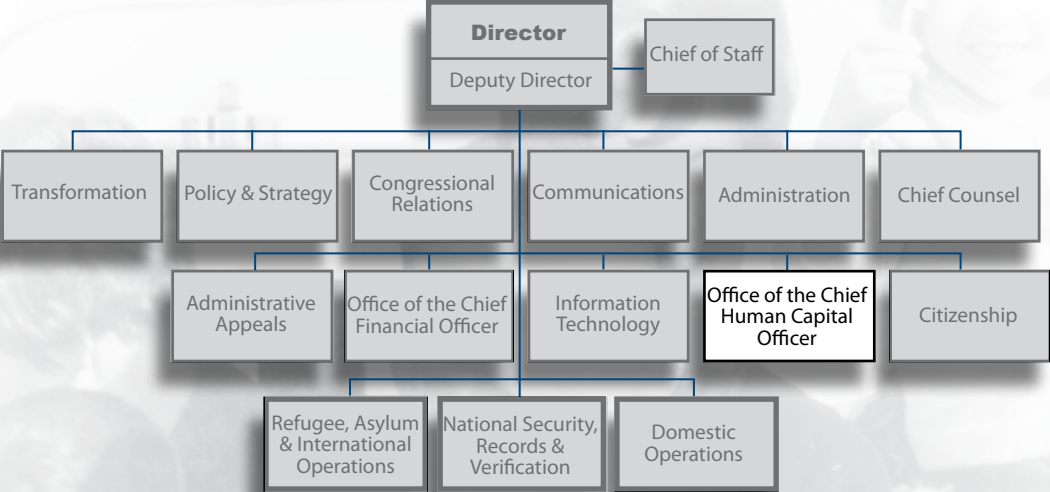 Director
Deputy Director
Chief of Staff
Transformation
Policy & Strategy
Congressional
Relations
Communications
Administration
Chief Counsel
Administrative
Appeals
Office of the Chief
Financial Officer
Information
Technology
Office of the Chief
Human Capital
Officer
Citizenship
Refugee, Asylum
& International
Operations
National Security,
Records &
Verification
Domestic
Operations